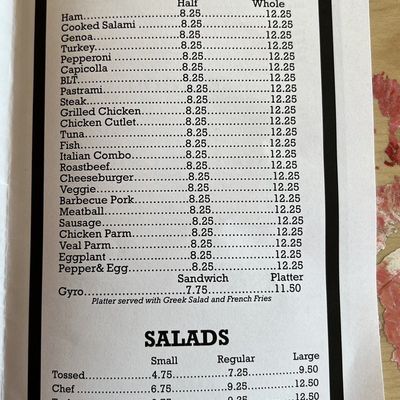 Half Whole
Ham..................8.25..................12.25
Cooked Salami ..........8.25..................12.25
Genoa..................8.25..................12.25
Turkey..................8.25..................12.25
Pepperoni ..............8.25..................12.25
Capicolla ..............8.25..................12.25
BLT..................8.25..................12.25
Pastrami................8.25..................12.25
Steak..................8.25..................12.25
Grilled Chicken..........8.25..................12.25
Chicken Cutlet..........8.25..................12.25
Tuna..................8.25..................12.25
Fish..................8.25..................12.25
Italian Combo..........8.25..................12.25
Roastbeef................8.25..................12.25
Cheeseburger............8.25..................12.25
Veggie..................8.25..................12.25
Barbecue Pork..........8.25..................12.25
Meatball................8.25..................12.25
Sausage................8.25..................12.25
Chicken Parm............8.25..................12.25
Veal Parm................8.25..................12.25
Eggplant ................8.25..................12.25
Pepper& Egg............8.25..................12.25
Sandwich Platter
Gyro..................7.75..................11.50
Platter served with Greek Salad and French Fries
SALADS
Small Regular Large
Tossed..................4.75..................7.25..................9.50
Chef ..................6.75..................9.25..................12.50